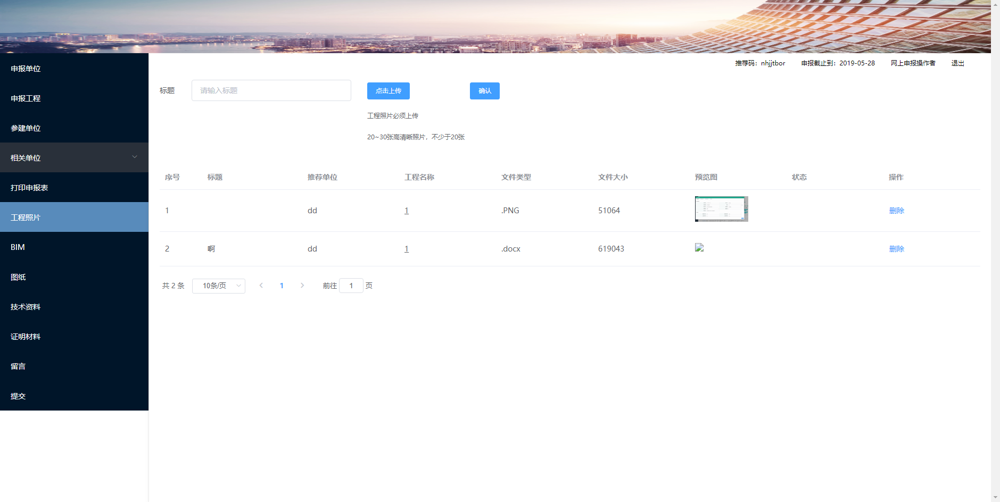 推荐码：nhjjtbor 申报截止到：2019-05-28 网上申报操作者 退出
申报单位
申报工程
参建单位
相关单位
打印申报表
工程照片
BIM
图纸
技术资料
证明材料
留言
提交
标题 请输入标题 点击上传 确认
工程照片必须上传
20~30张高清晰照片，不少于20张
序号 标题 推荐单位 工程名称 文件类型 文件大小 预览图 状态 操作
1 dd 1 .PNG 51064 删除
2 啊 dd 1 .docx 619043 删除
共 2 条 10条/页 1 前往 1 页